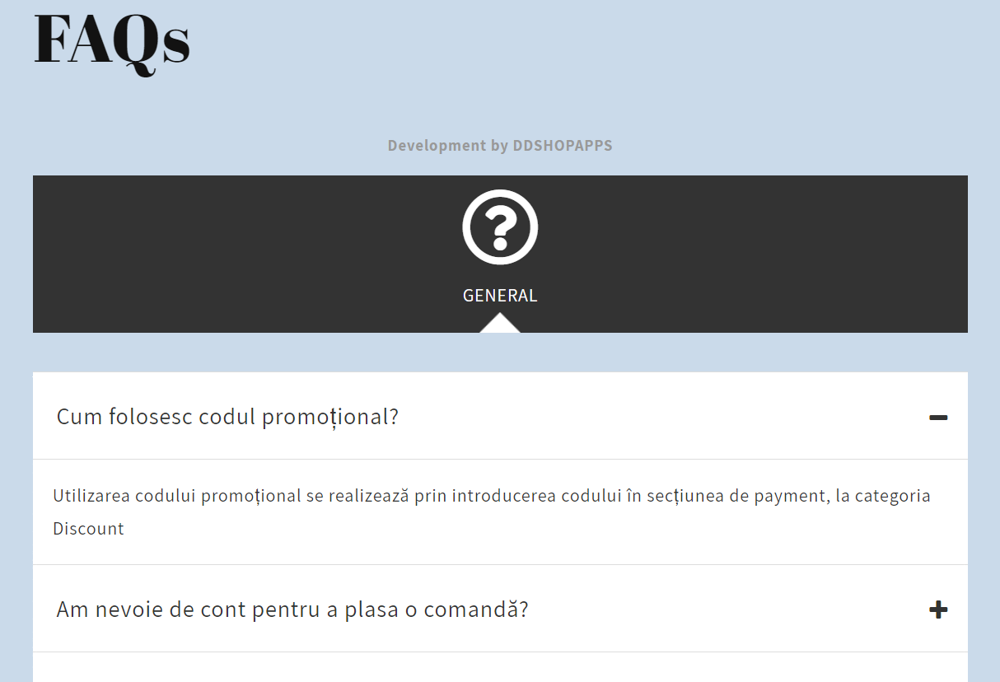 FAQs
Development by DDSHOPAPPS
GENERAL
Cum folosesc codul promoțional?
Utilizarea codului promoțional se realizează prin introducerea codului în secțiunea de payment, la categoria
Discount
Am nevoie de cont pentru a plasa o comandă?